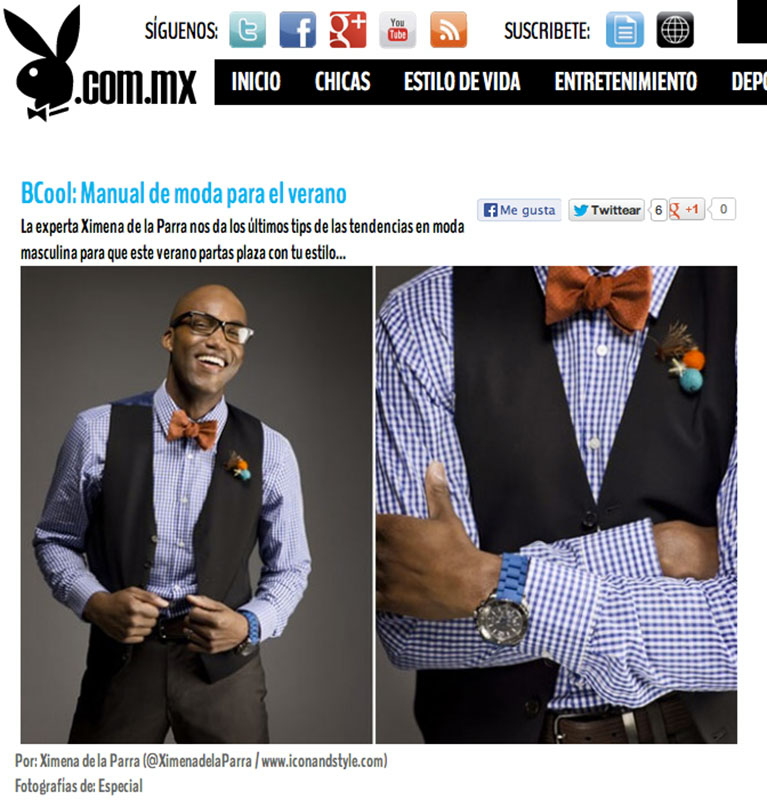 SÍGUENOS:
You
Tube
SUSCRIBETE:
.com.mx
INICIO CHICAS ESTILO DE VIDA ENTRETENIMIENTO DEPO
BCool: Manual de moda para el verano
La experta Ximena de la Parra nos da los últimos tips de las tendencias en moda
masculina para que este verano partas plaza con tu estilo...
Me gusta Twittear 6 +1 0
Por: Ximena de la Parra (@XimenadelaParra / www.iconandstyle.com)
Fotografías de: Especial